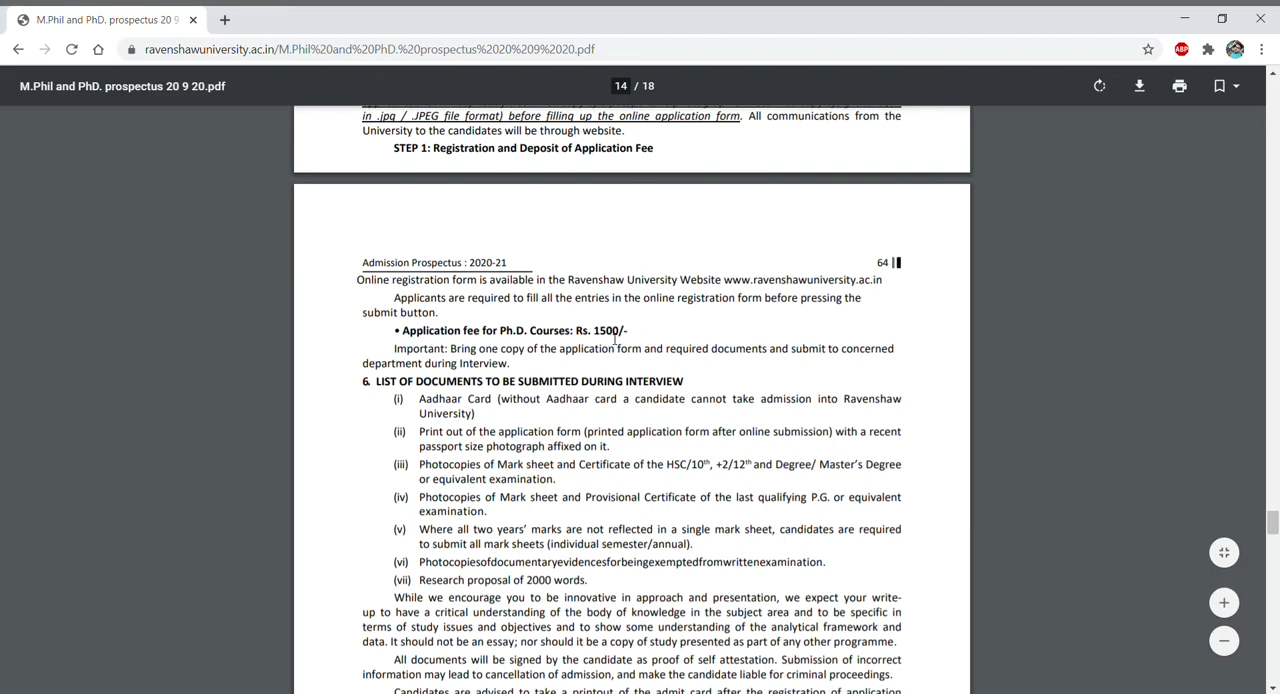 M.Phil and PhD. prospectus 20 9
ravenshawuniversity.ac.in/M.Phil%20and%20PhD.%20prospectus%2020%209%2020.pdf
ABP
M.Phil and PhD. prospectus 20 9 20.pdf
14 / 18
in .jpg / .JPEG file format) before filling up the online application form. All communications from the
University to the candidates will be through website.
STEP 1: Registration and Deposit of Application Fee
Admission Prospectus : 2020-21
64
Online registration form is available in the Ravenshaw University Website www.ravenshawuniversity.ac.in
Applicants are required to fill all the entries in the online registration form before pressing the
submit button.
• Application fee for Ph.D. Courses: Rs. 1500/-
Important: Bring one copy of the application form and required documents and submit to concerned
department during Interview.
6. LIST OF DOCUMENTS TO BE SUBMITTED DURING INTERVIEW
(i) Aadhaar Card (without Aadhaar card a candidate cannot take admission into Ravenshaw
University)
(ii) Print out of the application form (printed application form after online submission) with a recent
passport size photograph affixed on it.
(iii) Photocopies of Mark sheet and Certificate of the HSC/10th, +2/12th and Degree/ Master's Degree
or equivalent examination.
(iv) Photocopies of Mark sheet and Provisional Certificate of the last qualifying P.G. or equivalent
examination.
(v) Where all two years' marks are not reflected in a single mark sheet, candidates are required
to submit all mark sheets (individual semester/annual).
(vi) Photocopiesofdocumentaryevidencesforbeingexemptedfromwrittenexamination.
(vii) Research proposal of 2000 words.
While we encourage you to be innovative in approach and presentation, we expect your write-
up to have a critical understanding of the body of knowledge in the subject area and to be specific in
terms of study issues and objectives and to show some understanding of the analytical framework and
data. It should not be an essay; nor should it be a copy of study presented as part of any other programme.
All documents will be signed by the candidate as proof of self attestation. Submission of incorrect
information may lead to cancellation of admission, and make the candidate liable for criminal proceedings.
Candidates are advised to take a printout of the admit card after the registration of application